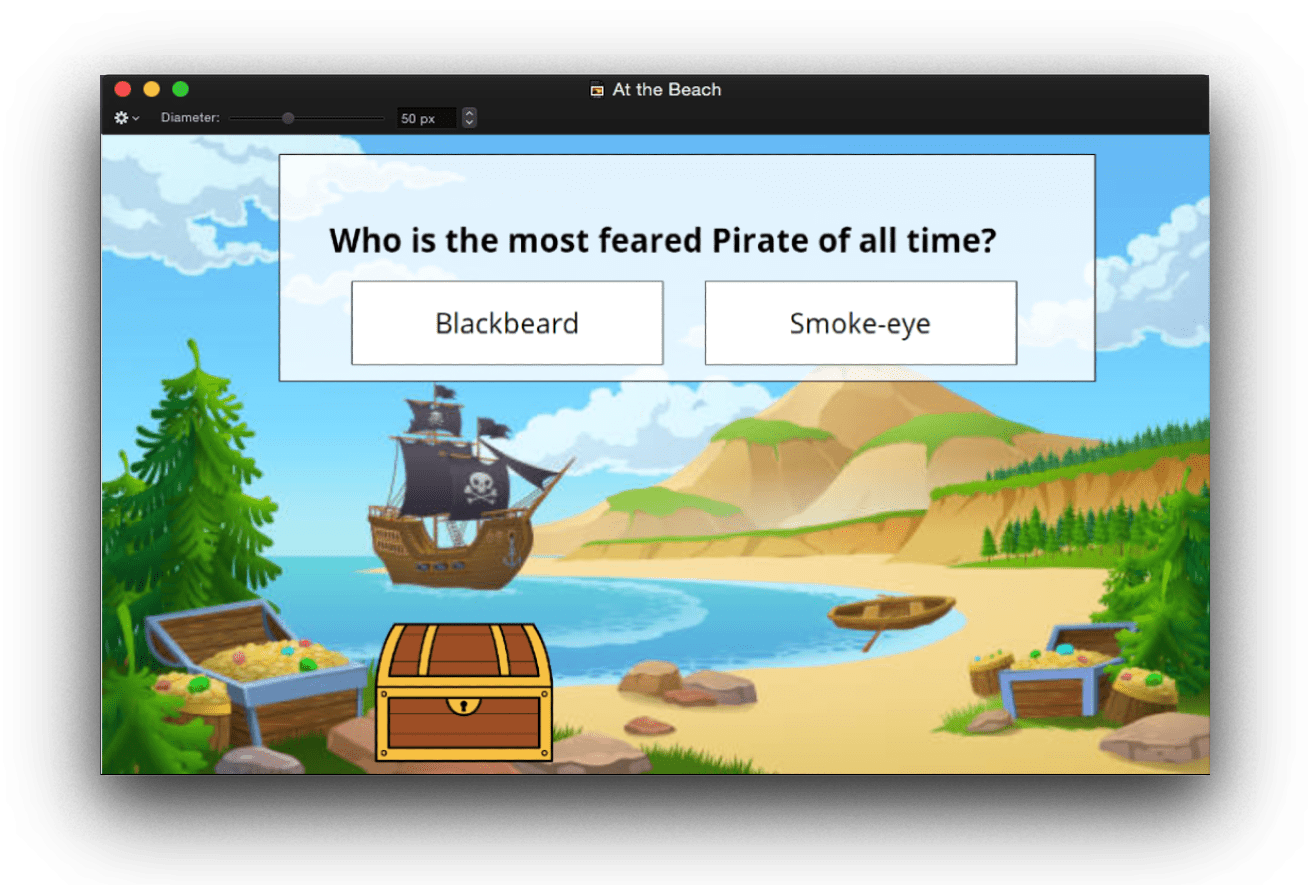 At the Beach
Diameter: 50 px
Who is the most feared Pirate of all time?
Blackbeard Smoke-eye